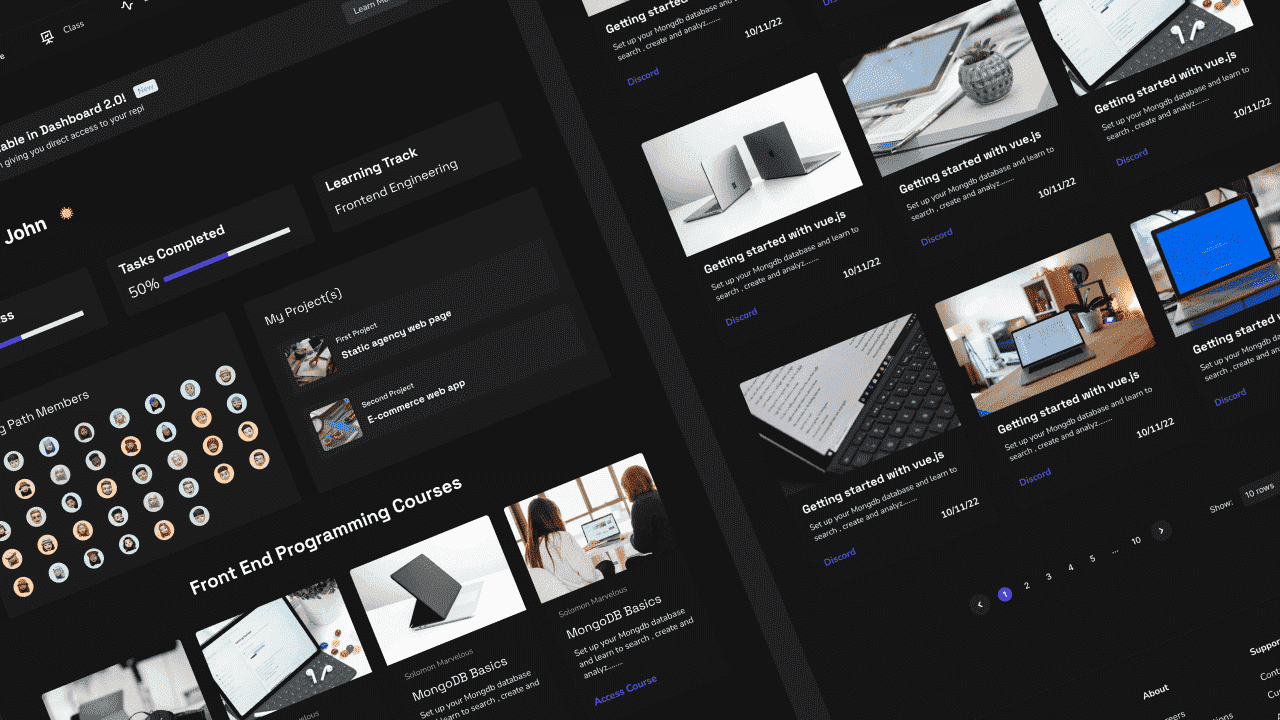 Class
Learn
able in Dashboard 2.0! New
giving you direct access to your repl
John
Tasks Completed
50%
Learning Track
Frontend Engineering
Path Members
My Project(s)
First Project
Static agency web page
Second Project
E-commerce web app
Front End Programming Courses
Solomon Marvelous
MongoDB Basics
Set up your Mongdb database
and learn to search , create and
Solomon Marvelous
MongoDB Basics
Set up your Mongdb database
and learn to search , create and
analyz.......
Access Course
Getting started
Set up your Mongdb database and learn to
search , create and analyz.......
10/11/22
Discord
Getting started with vue.js
Set up your Mongdb database and learn to
search , create and analyz.......
10/11/22
Discord
Getting started with vue.js
Set up your Mongdb database and learn to
search , create and analyz.......
10/11/22
Discord
Getting started with vue.js
Set up your Mongdb database and learn to
search , create and analyz.......
10/11/22
Discord
Getting started with vue.js
Set up your Mongdb database and learn to
search , create and analyz.......
10/11/22
Discord
Getting started with vue.js
Set up your Mongdb database and learn to
search , create and analyz.......
10/11/22
Discord
Getting started
Set up your Mongdb database
search , create and analyz.......
Discord
1 2 3 4 5 ... 10
Show: 10 rows
About